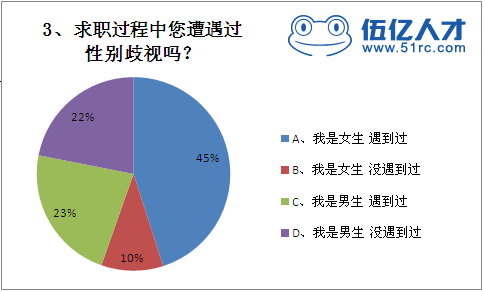 3、求职过程中您遭遇过
性别歧视吗？
伍亿人才
www.51rc.com
22%
45%
23%
10%
A、我是女生 遇到过
B、我是女生 没遇到过
C、我是男生 遇到过
D、我是男生 没遇到过